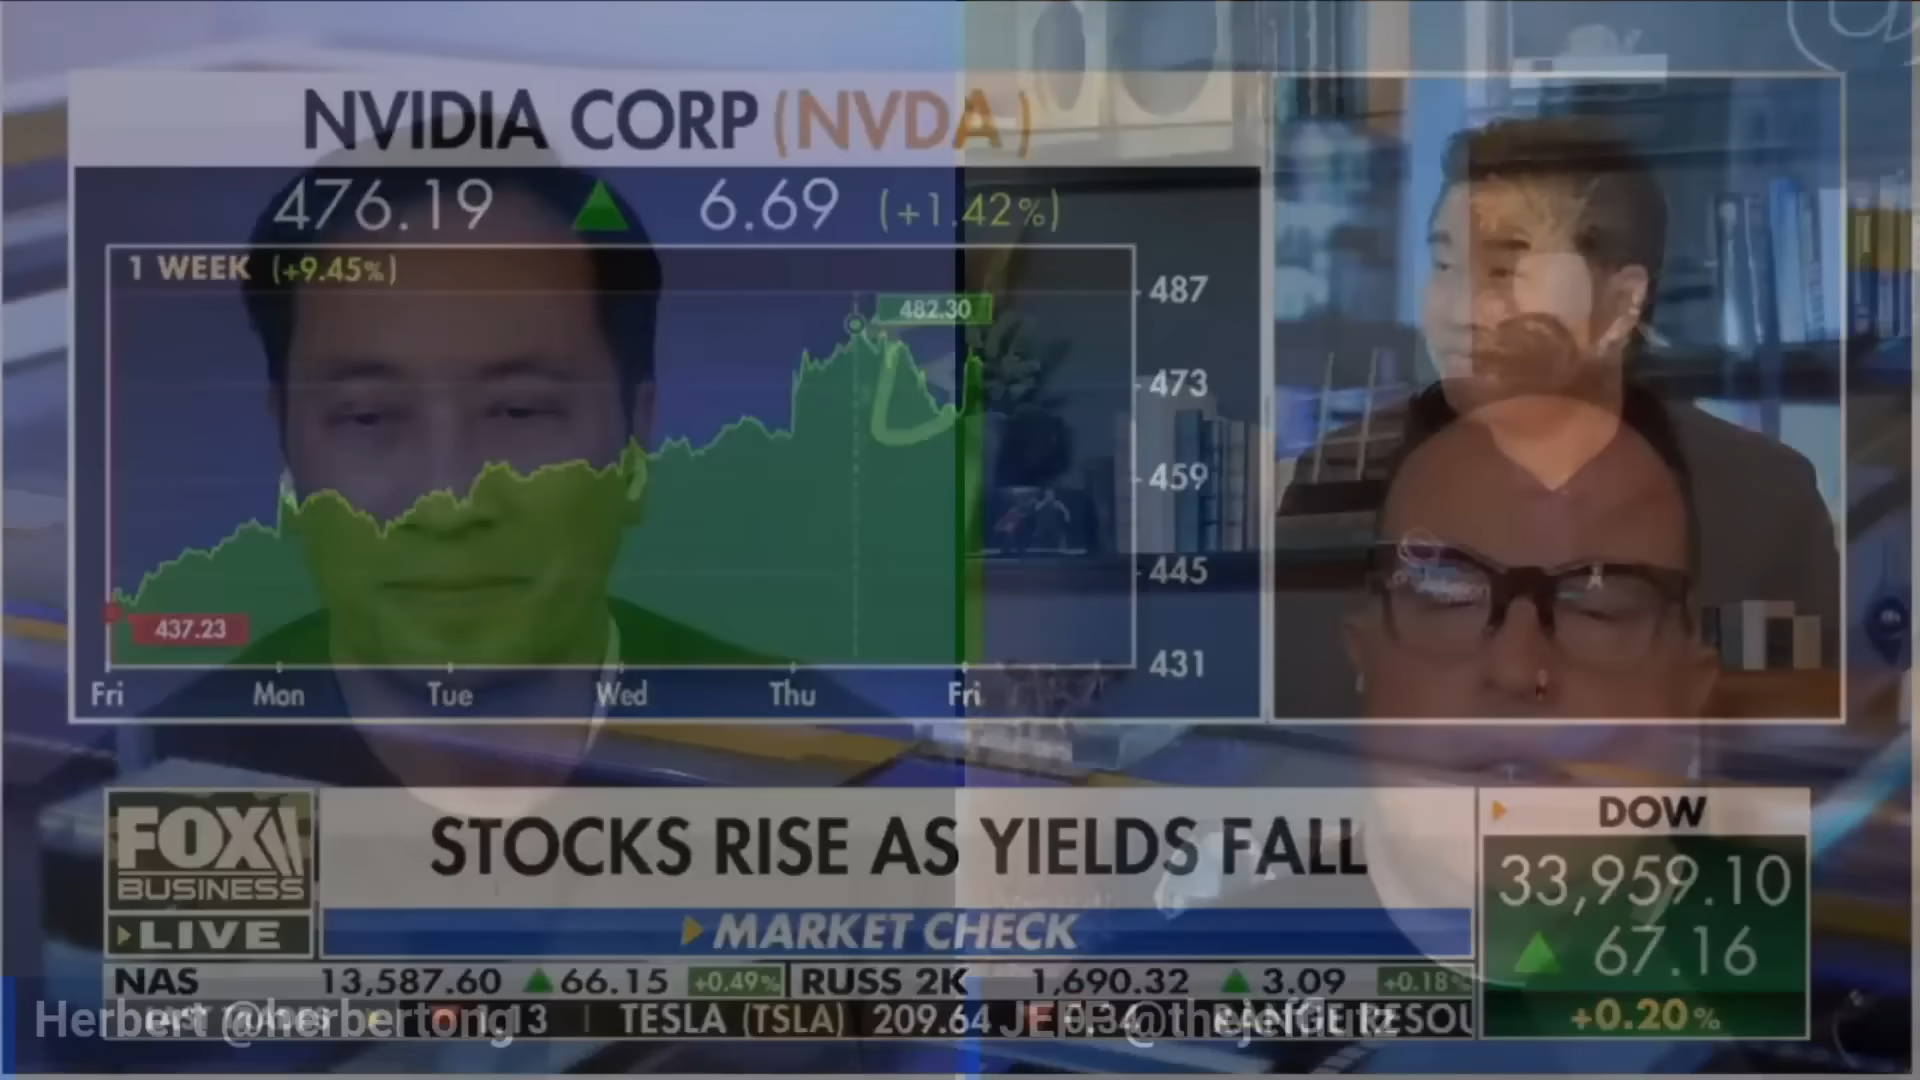 NVIDIA CORP (NVDA)
476.19 6.69 (+1.42%)
1 WEEK (+9.45%)
487
482.30
473
459
445
437.23
431
Fri Mon Tue Wed Thu Fri
FOX
BUSINESS
LIVE
STOCKS RISE AS YIELDS FALL
MARKET CHECK
DOW
33,959.10
67.16
+0.20%
NAS 13,587.60 66.15 +0.49% RUSS 2K 1,690.32 3.09 +0.18%
TESLA (TSLA) 209.64
Herbert @herbertong